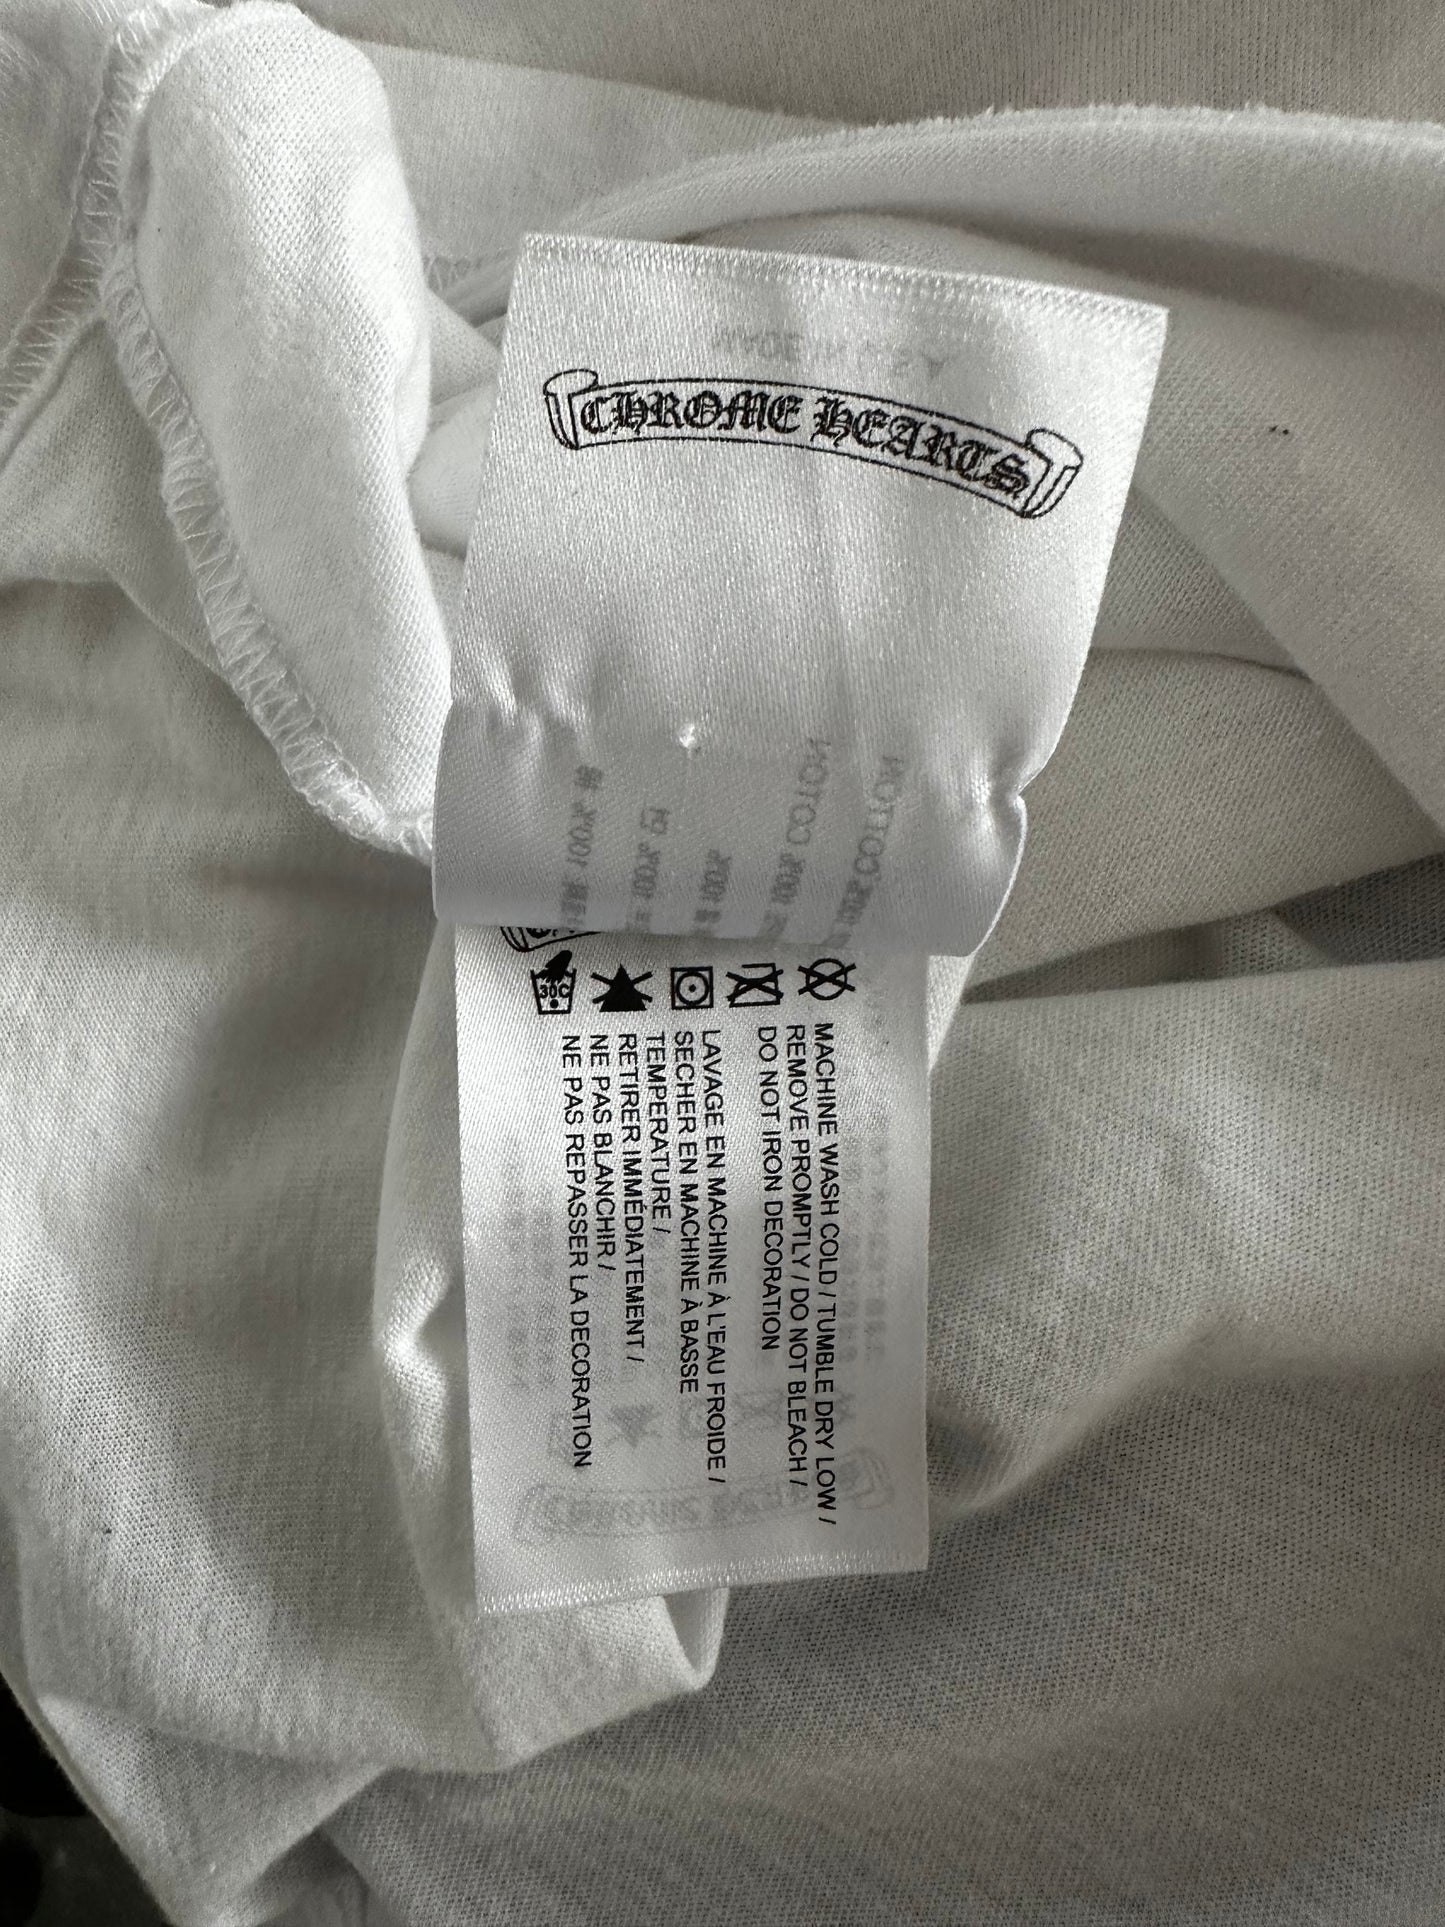 CHROME HEARTS
30C
MACHINE WASH COLD / TUMBLE DRY LOW /
REMOVE PROMPTLY / DO NOT BLEACH /
DO NOT IRON DECORATION
LAVAGE EN MACHINE À L'EAU FROIDE /
SECHER EN MACHINE À BASSE
TEMPERATURE /
RETIRER IMMÉDIATEMENT /
NE PAS BLANCHIR /
NE PAS REPASSER LA DECORATION